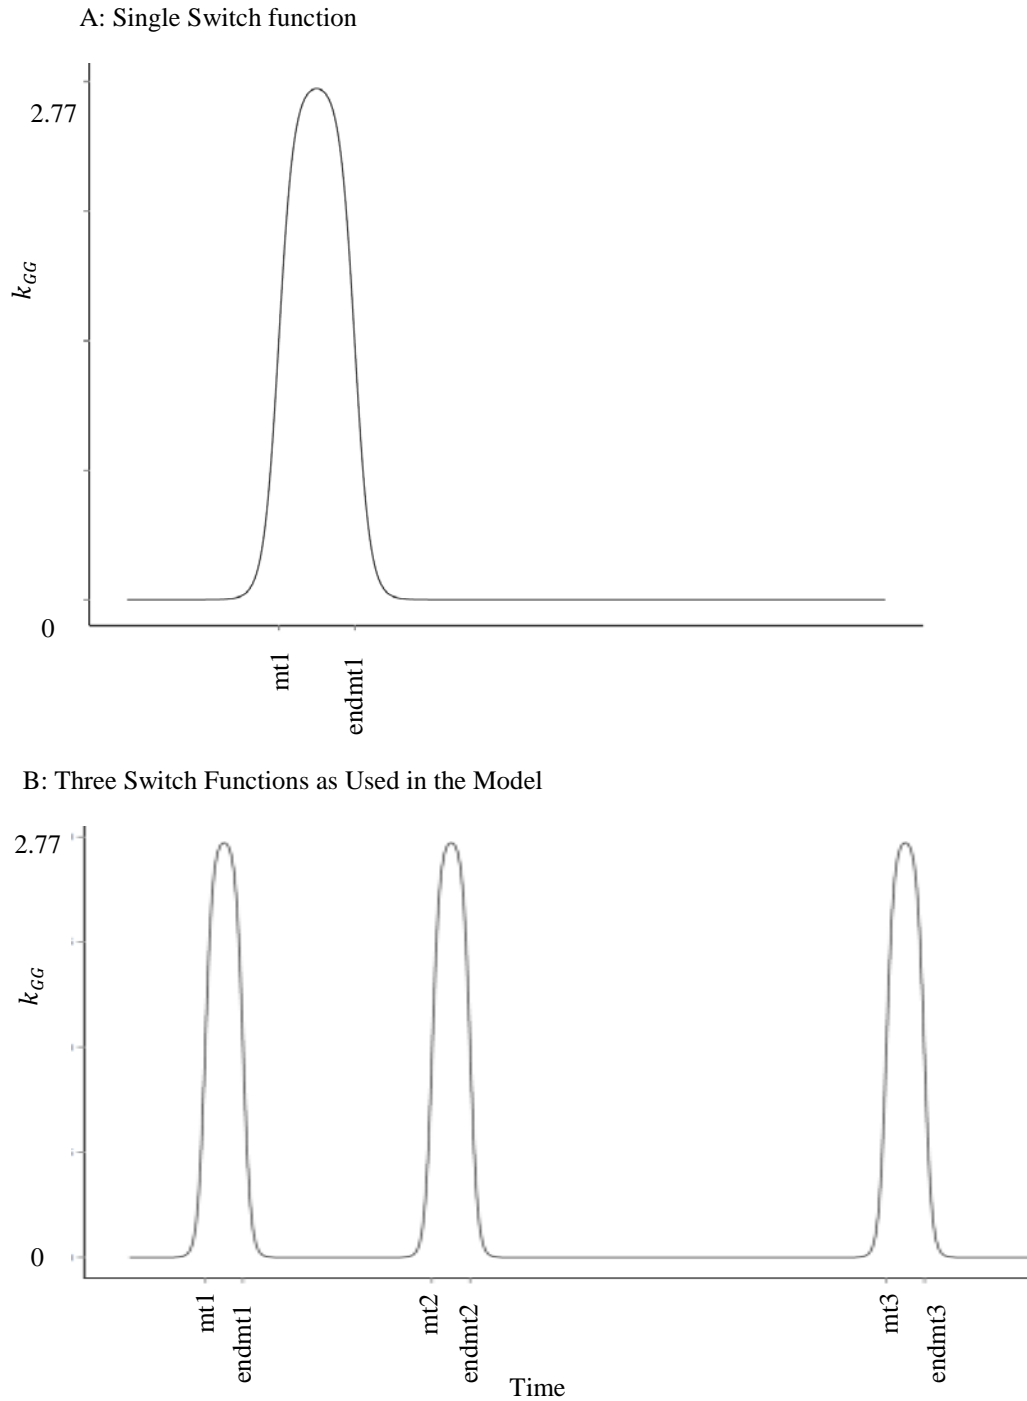 A: Single Switch function
2.77
k_GG
0
mt1
endmt1
B: Three Switch Functions as Used in the Model
2.77
k_GG
0
mt1
endmt1
mt2
endmt2
mt3
endmt3
Time